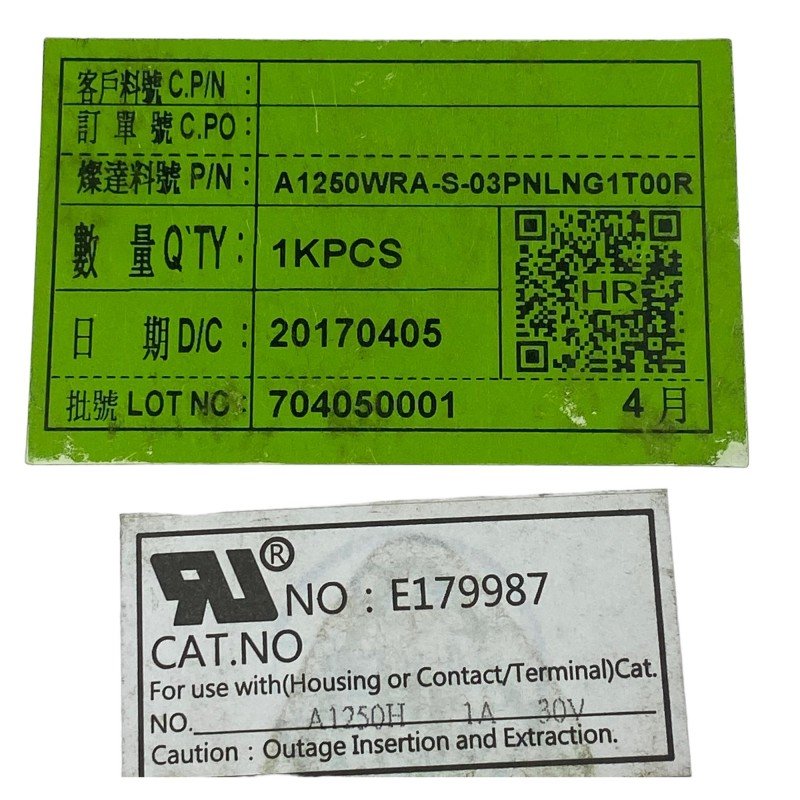 客戶料號 C.P/N :
訂單號 C.PO :
燦達料號 P/N : A1250WRA-S-03PNLNG1T00R
數量 Q`TY : 1KPCS
HR
日期 D/C : 20170405
批號 LOT NO : 704050001 4月
RU® NO : E179987
CAT.NO
For use with(Housing or Contact/Terminal)Cat.
NO. A1250H 1A 30V
Caution : Outage Insertion and Extraction.